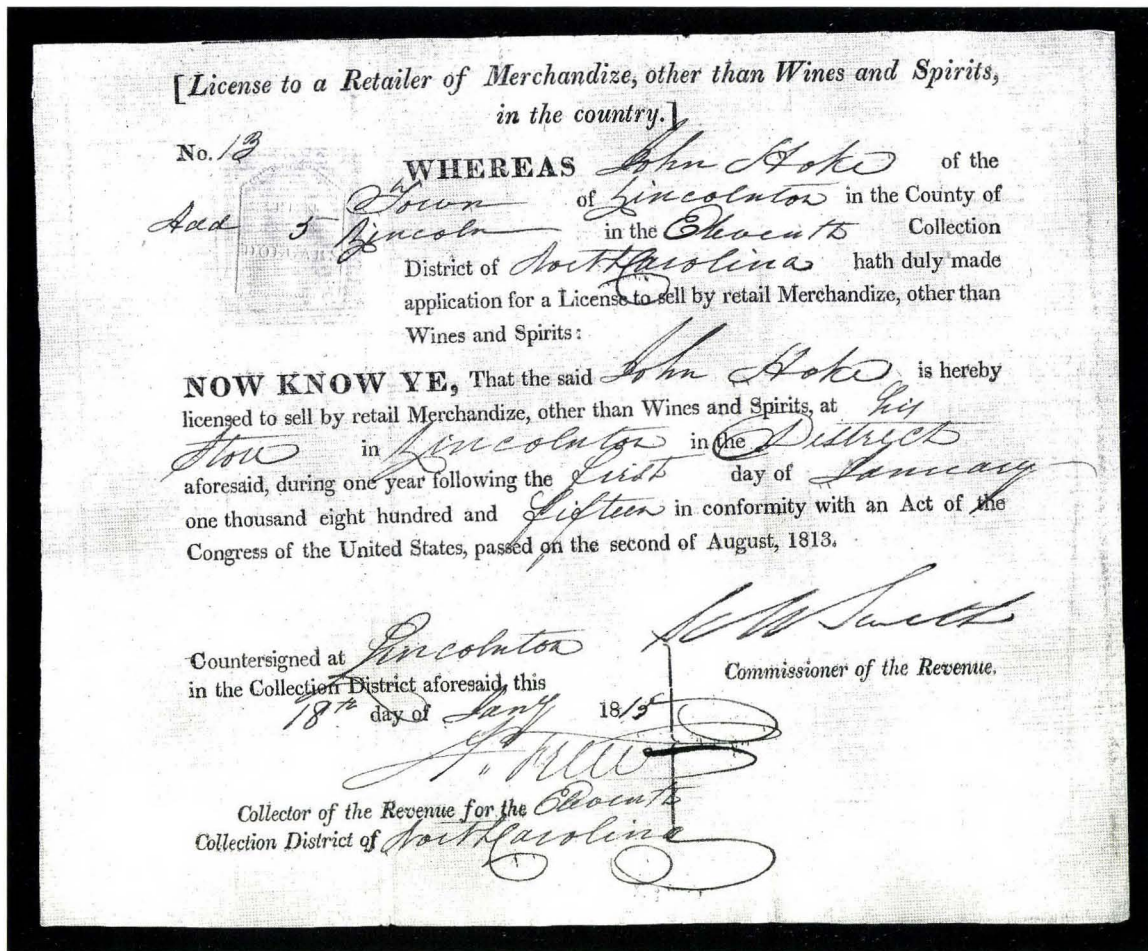 [License to a Retailer of Merchandize, other than Wines and Spirits,
in the country.]
No. 13
WHEREAS John Hoke of the
Town of Lincolnton in the County of
Add 5 Lincoln in the Eleventh Collection
District of North Carolina hath duly made
application for a License to sell by retail Merchandize, other than
Wines and Spirits:
NOW KNOW YE, That the said John Hoke is hereby
licensed to sell by retail Merchandize, other than Wines and Spirits, at his
Store in Lincolnton in the District
aforesaid, during one year following the first day of January
one thousand eight hundred and fifteen in conformity with an Act of the
Congress of the United States, passed on the second of August, 1813.
Smith
Countersigned at Lincolnton
Commissioner of the Revenue.
in the Collection District aforesaid, this
18th day of Jany 1815
Collector of the Revenue for the Eleventh
Collection District of North Carolina